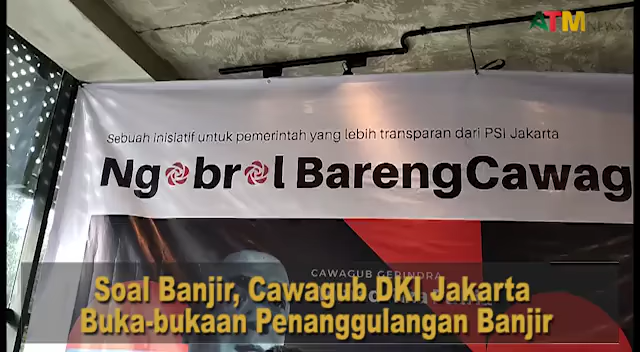 ATM NEWS
Sebuah inisiatif untuk pemerintah yang lebih transparan dari PSI Jakarta
Ngobrol BarengCawag
CAWAGUB GERINDRA
Soal Banjir, Cawagub DKI Jakarta
Buka-bukaan Penanggulangan Banjir